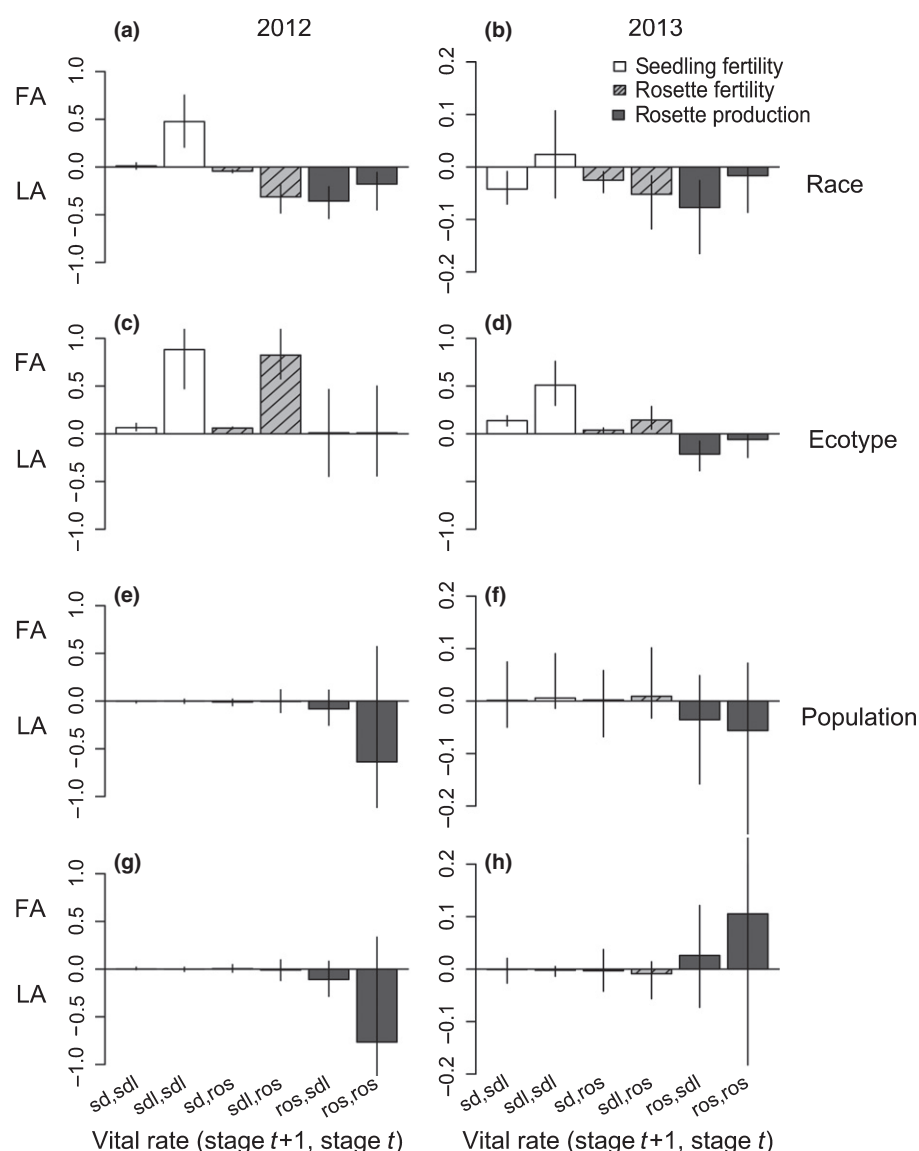 2012
2013
(a)
FA
LA
1.0
0.5
0.0
−0.5
−1.0
(b)
0.2
0.1
0.0
−0.1
−0.2
Seedling fertility
Rosette fertility
Rosette production
Race
(c)
FA
LA
1.0
0.5
0.0
−0.5
−1.0
(d)
1.0
0.5
0.0
−0.5
−1.0
Ecotype
(e)
FA
LA
1.0
0.5
0.0
−0.5
−1.0
(f)
0.2
0.1
0.0
−0.1
−0.2
Population
(g)
FA
LA
1.0
0.5
0.0
−0.5
−1.0
(h)
0.2
0.1
0.0
−0.1
−0.2
sd,sdl
sdl,sdl
sd,ros
sdl,ros
ros,sdl
ros,ros
sd,sdl
sdl,sdl
sd,ros
sdl,ros
ros,sdl
ros,ros
Vital rate (stage t+1, stage t)
Vital rate (stage t+1, stage t)